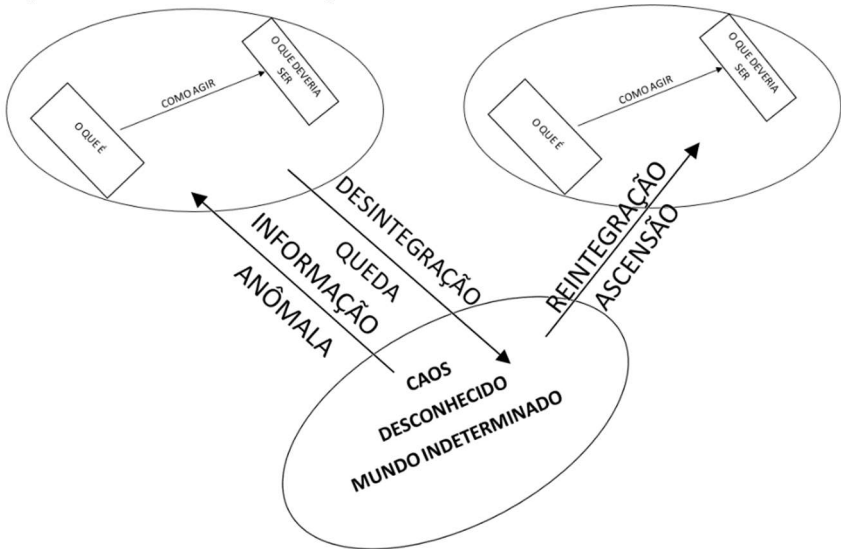 O QUE É
COMO AGIR
O QUE DEVERIA
SER
O QUE É
COMO AGIR
O QUE DEVERIA
SER
DESINTEGRAÇÃO
QUEDA
INFORMAÇÃO
ANÔMALA
REINTEGRAÇÃO
ASCENSÃO
CAOS
DESCONHECIDO
MUNDO INDETERMINADO